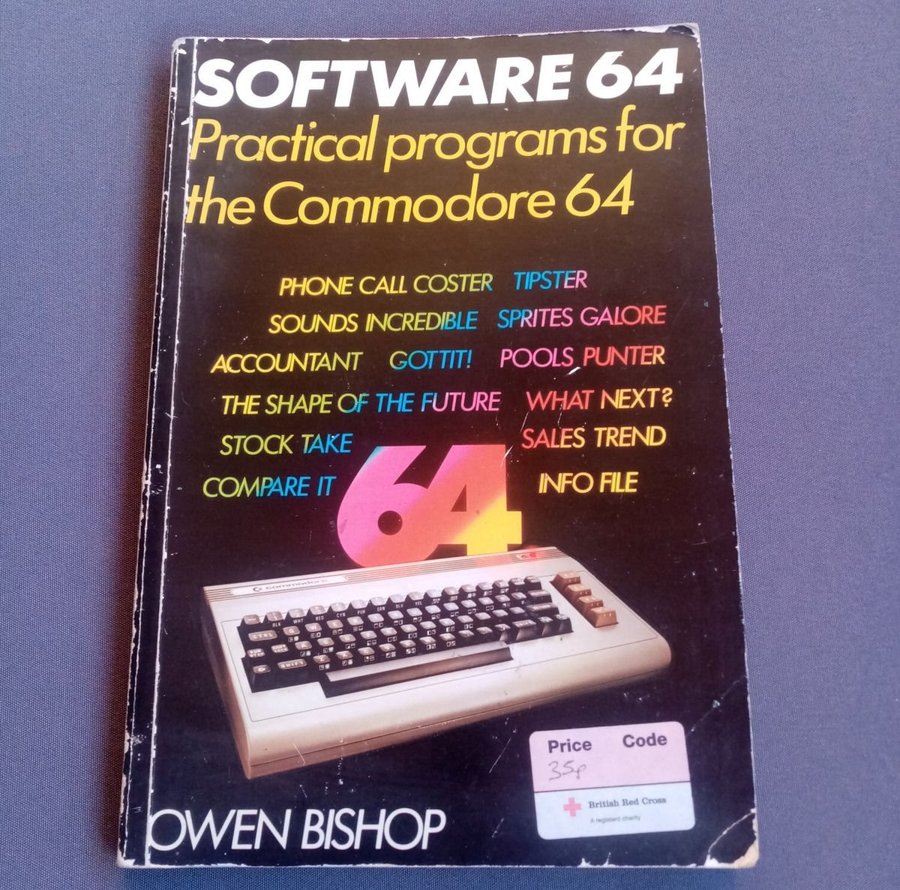 SOFTWARE 64
Practical programs for
the Commodore 64
PHONE CALL COSTER TIPSTER
SOUNDS INCREDIBLE SPRITES GALORE
ACCOUNTANT GOTTIT! POOLS PUNTER
THE SHAPE OF THE FUTURE WHAT NEXT?
STOCK TAKE SALES TREND
COMPARE IT INFO FILE
64
commodore
CTRL
SHIFT
Price Code
35p
British Red Cross
A registered charity
OWEN BISHOP